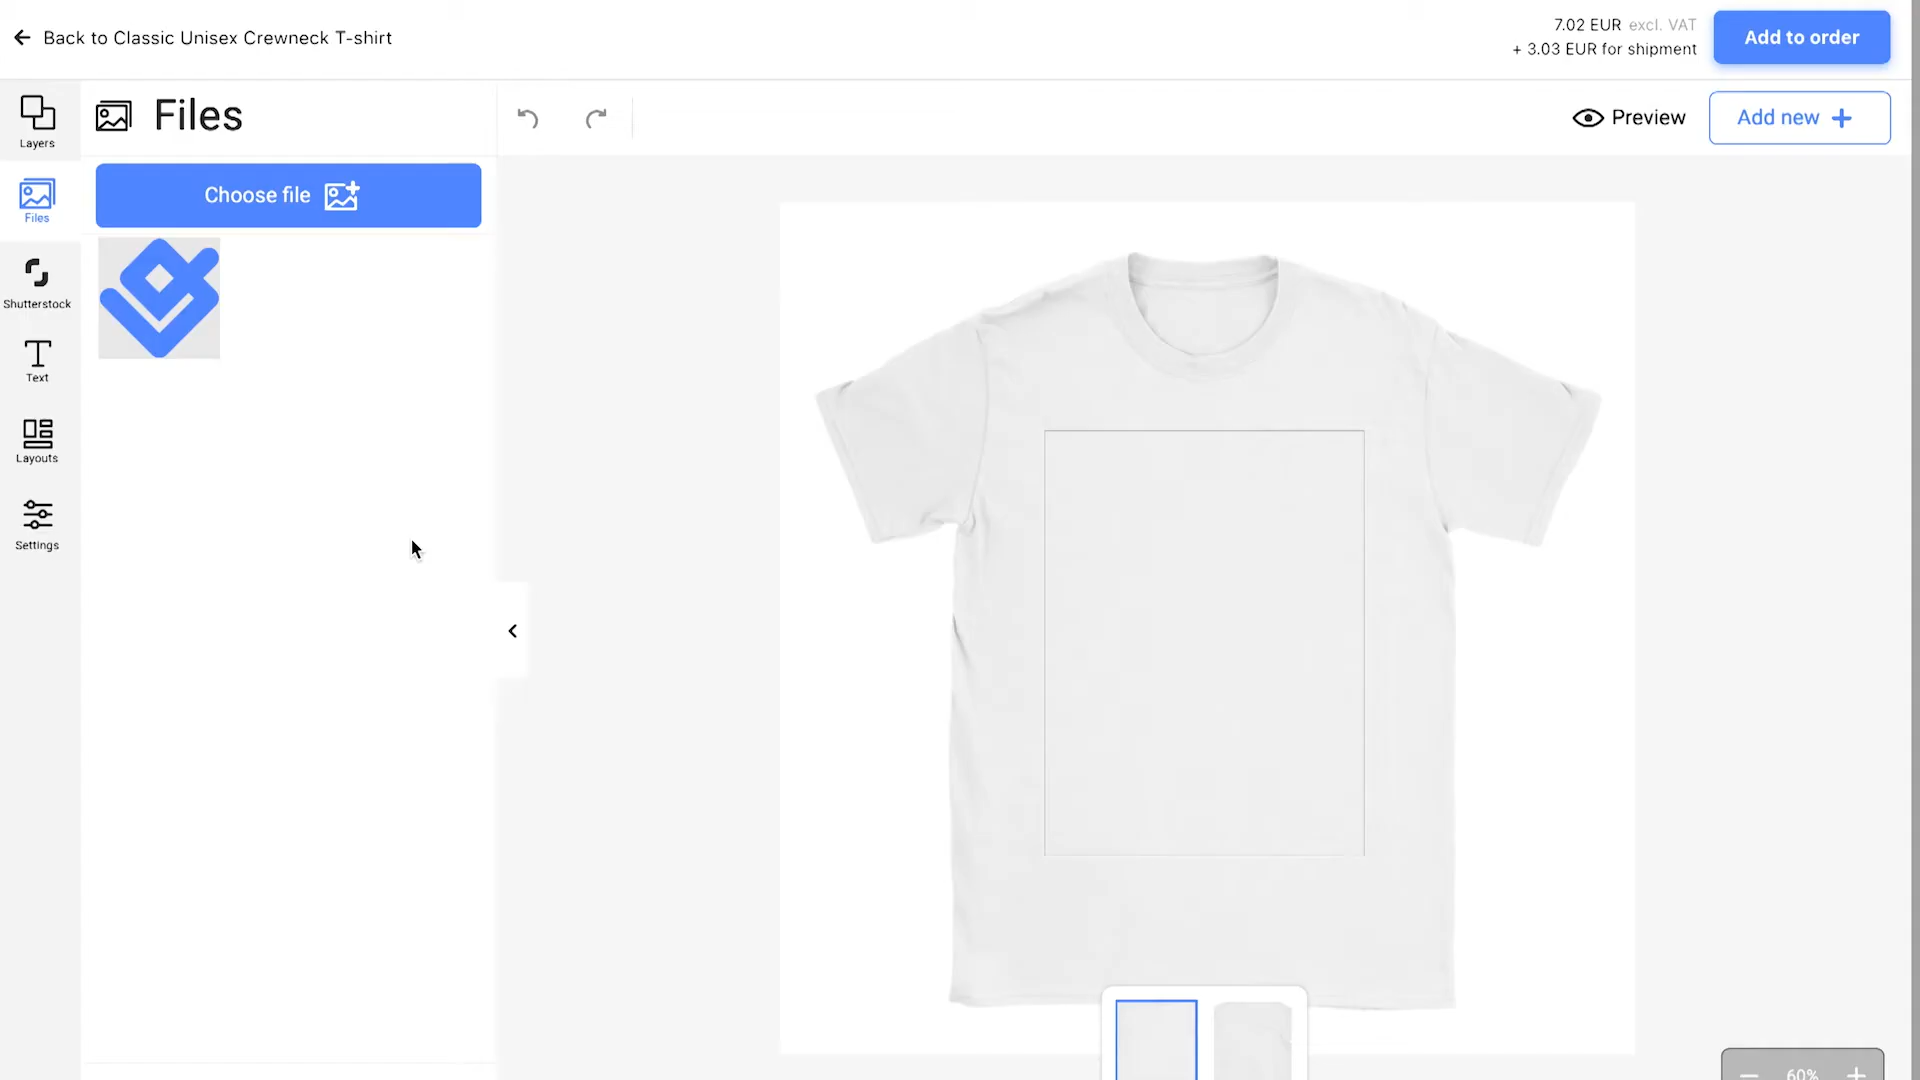 Back to Classic Unisex Crewneck T-shirt
7.02 EUR excl. VAT
+ 3.03 EUR for shipment
Add to order
Layers
Files
Shutterstock
Text
Layouts
Settings
Files
Choose file
Preview
Add new
60%